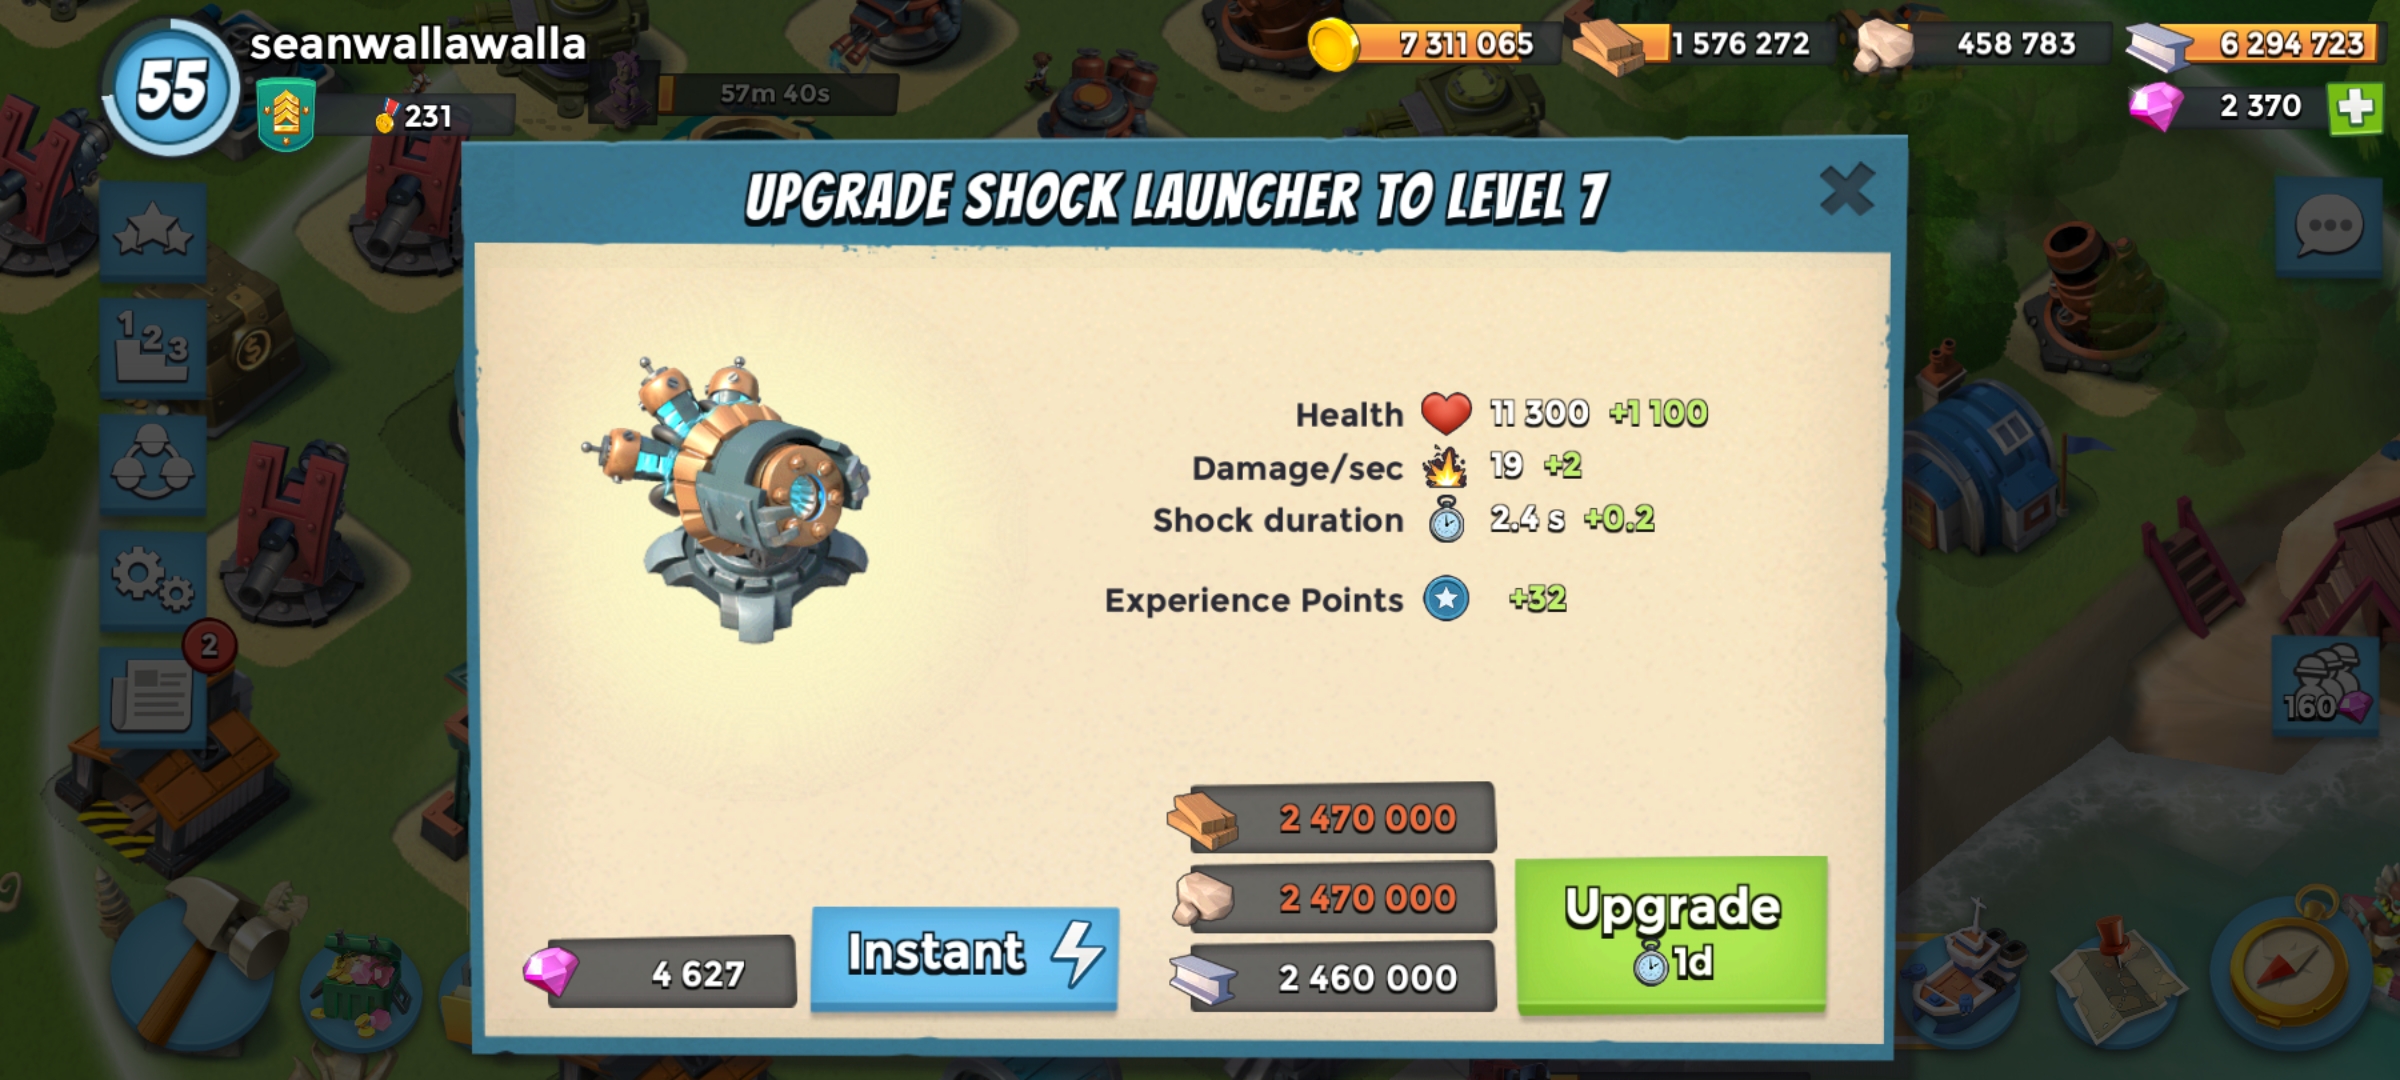 55
seanwallawalla
231
57m 40s
7 311 065
1 576 272
458 783
6 294 723
2 370
UPGRADE SHOCK LAUNCHER TO LEVEL 7
1 2 3
2
Health 11 300 +1 100
Damage/sec 19 +2
Shock duration 2.4 s +0.2
Experience Points +32
160
2 470 000
2 470 000
2 460 000
4 627
Instant
Upgrade
1d